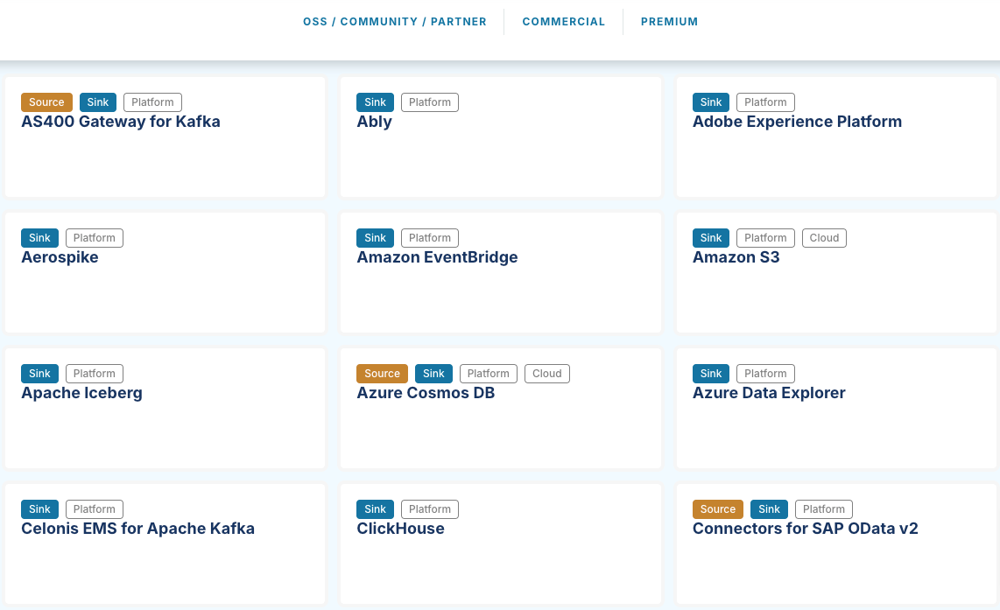 OSS / COMMUNITY / PARTNER COMMERCIAL PREMIUM
Source Sink Platform
AS400 Gateway for Kafka
Sink Platform
Ably
Sink Platform
Adobe Experience Platform
Sink Platform
Aerospike
Sink Platform
Amazon EventBridge
Sink Platform Cloud
Amazon S3
Sink Platform
Apache Iceberg
Source Sink Platform Cloud
Azure Cosmos DB
Sink Platform
Azure Data Explorer
Sink Platform
Celonis EMS for Apache Kafka
Sink Platform
ClickHouse
Source Sink Platform
Connectors for SAP OData v2